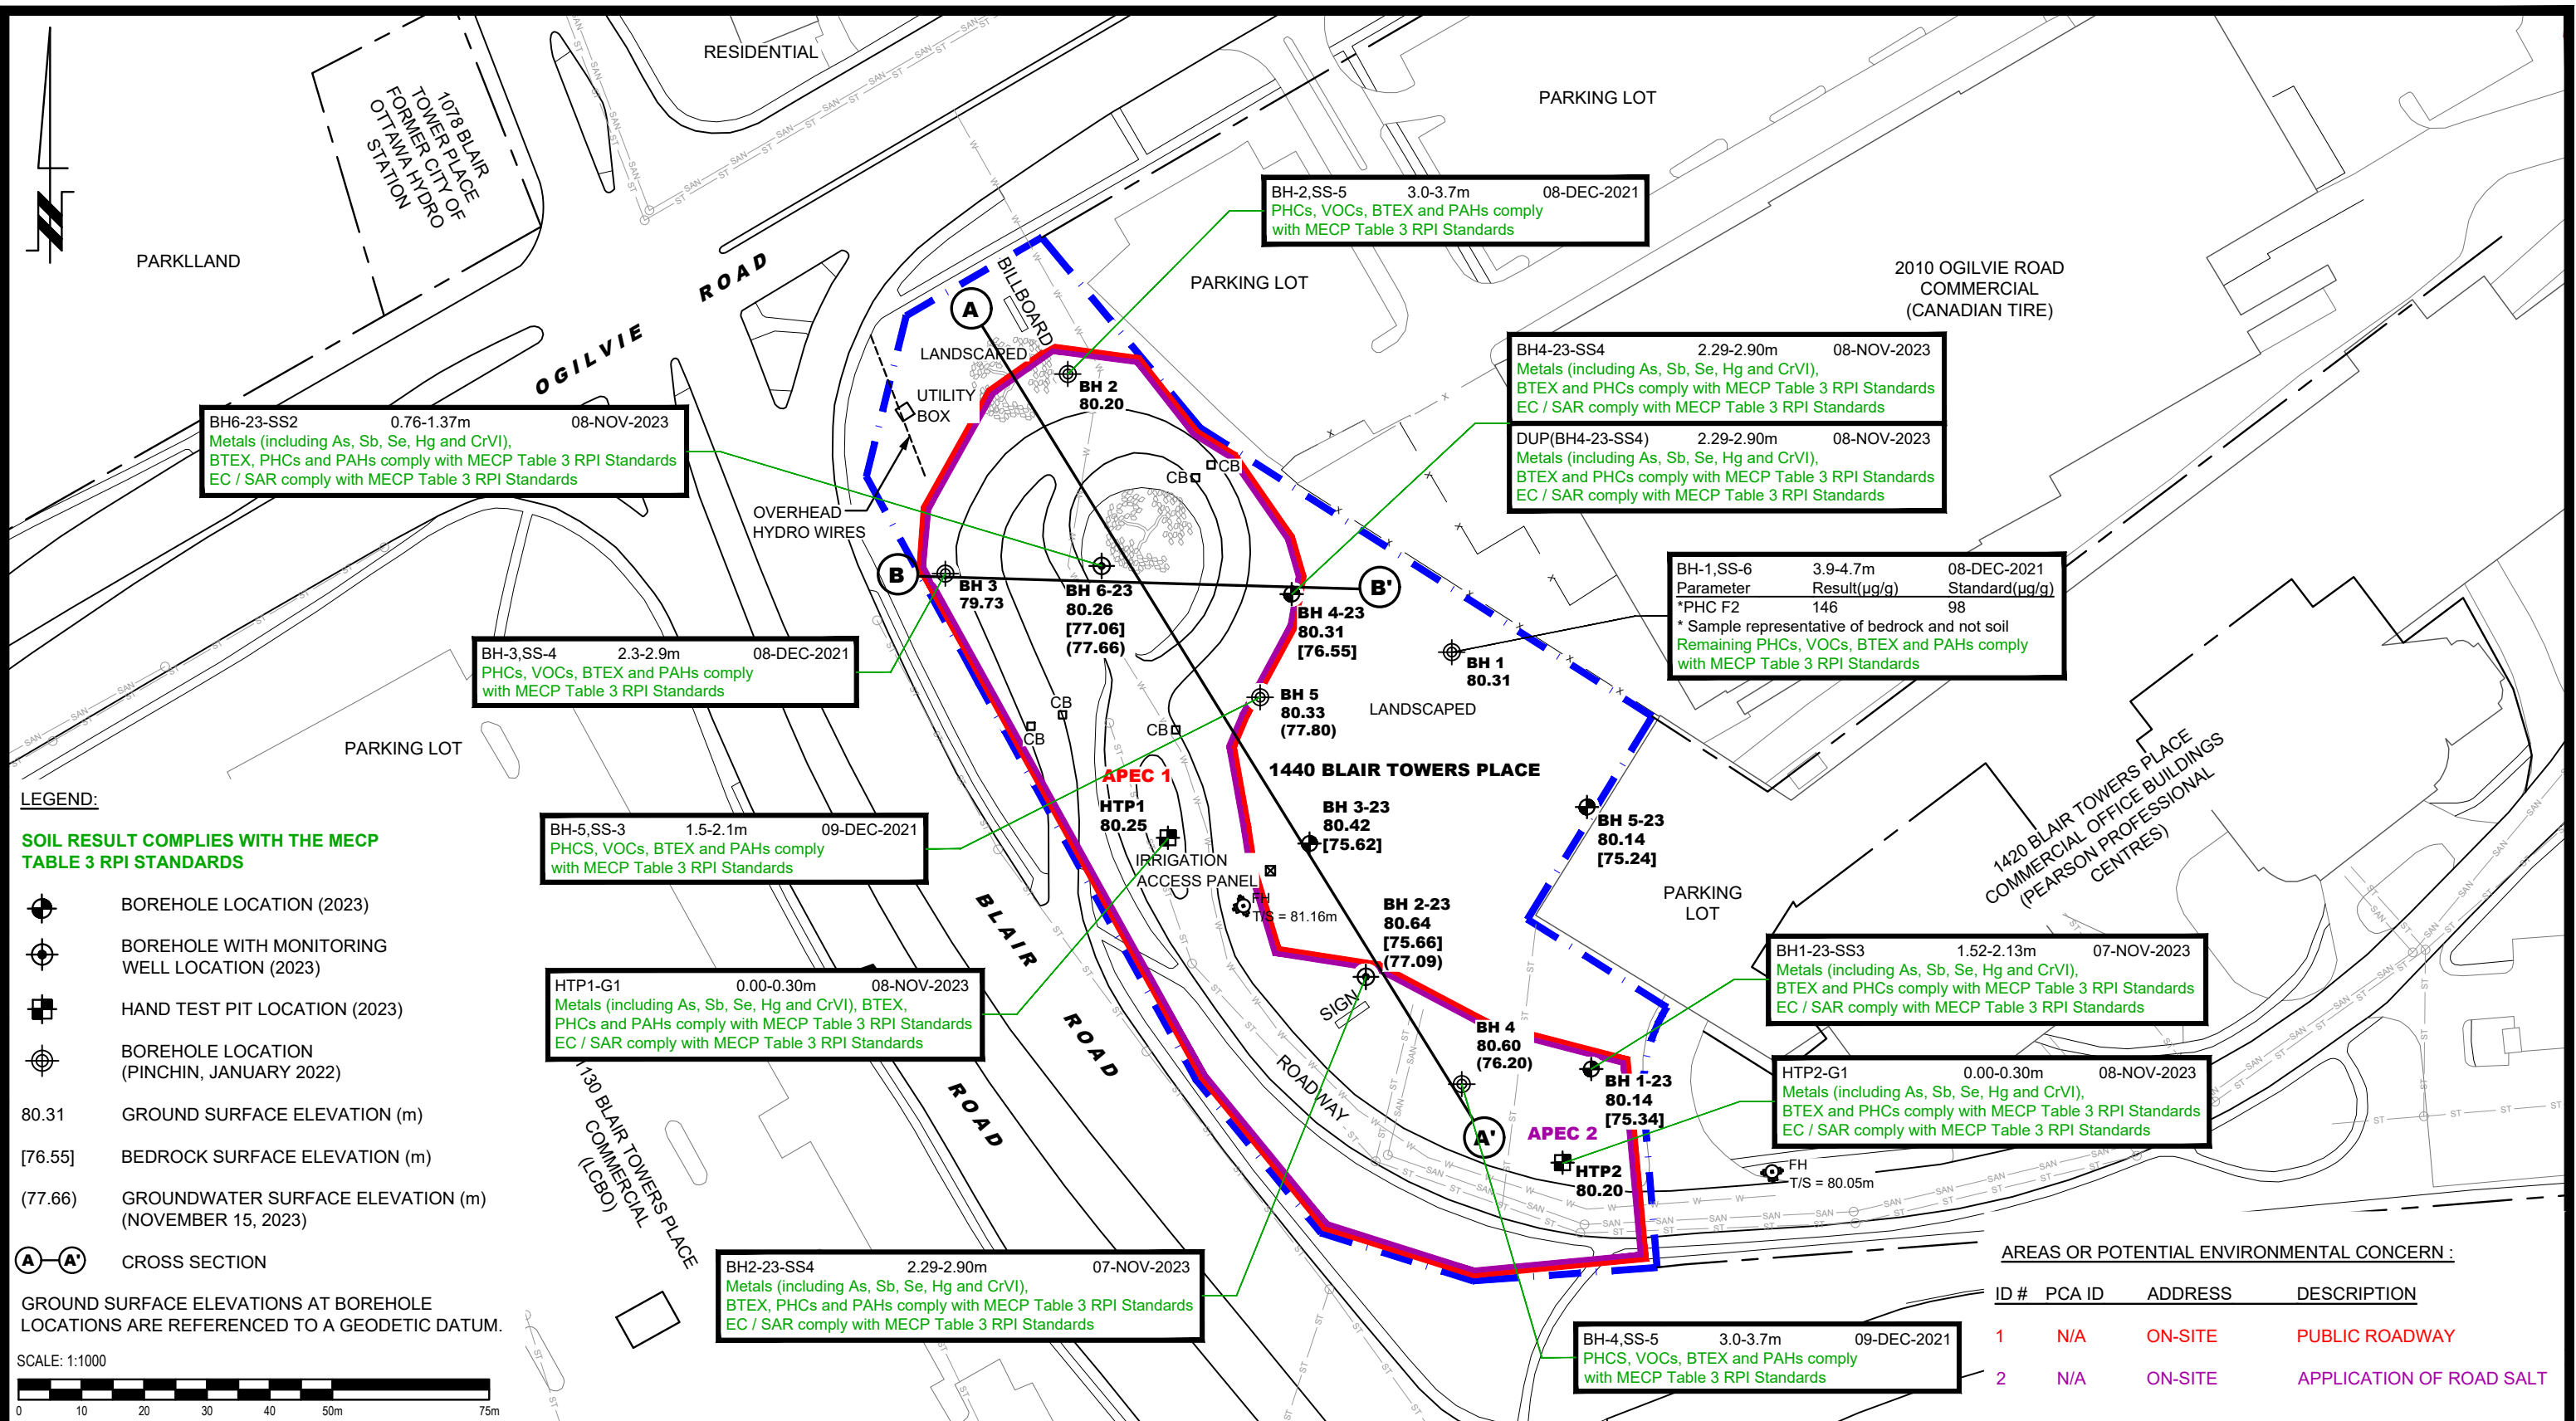 RESIDENTIAL
PARKING LOT
1078 BLAIR
TOWER PLACE
FORMER CITY OF
OTTAWA HYDRO
STATION
PARKLLAND
OGILVIE ROAD
BH-2,SS-5 3.0-3.7m 08-DEC-2021
PHCs, VOCs, BTEX and PAHs comply
with MECP Table 3 RPI Standards
PARKING LOT
2010 OGILVIE ROAD
COMMERCIAL
(CANADIAN TIRE)
A
BILLBOARD
LANDSCAPED
UTILITY
BOX
BH 2
80.20
BH4-23-SS4 2.29-2.90m 08-NOV-2023
Metals (including As, Sb, Se, Hg and CrVI),
BTEX and PHCs comply with MECP Table 3 RPI Standards
EC / SAR comply with MECP Table 3 RPI Standards
DUP(BH4-23-SS4) 2.29-2.90m 08-NOV-2023
Metals (including As, Sb, Se, Hg and CrVI),
BTEX and PHCs comply with MECP Table 3 RPI Standards
EC / SAR comply with MECP Table 3 RPI Standards
BH6-23-SS2 0.76-1.37m 08-NOV-2023
Metals (including As, Sb, Se, Hg and CrVI),
BTEX, PHCs and PAHs comply with MECP Table 3 RPI Standards
EC / SAR comply with MECP Table 3 RPI Standards
CB
CB
OVERHEAD
HYDRO WIRES
B
BH 3
79.73
BH 6-23
80.26
[77.06]
(77.66)
B'
BH 4-23
80.31
[76.55]
BH-1,SS-6 3.9-4.7m 08-DEC-2021
Parameter Result(µg/g) Standard(µg/g)
*PHC F2 146 98
* Sample representative of bedrock and not soil
Remaining PHCs, VOCs, BTEX and PAHs comply
with MECP Table 3 RPI Standards
BH 1
80.31
BH-3,SS-4 2.3-2.9m 08-DEC-2021
PHCs, VOCs, BTEX and PAHs comply
with MECP Table 3 RPI Standards
BH 5
80.33
(77.80)
LANDSCAPED
CB
CB
CB
PARKING LOT
APEC 1
1440 BLAIR TOWERS PLACE
HTP1
80.25
BH 3-23
80.42
[75.62]
BH 5-23
80.14
[75.24]
1420 BLAIR TOWERS PLACE
COMMERCIAL OFFICE BUILDINGS
(PEARSON PROFESSIONAL
CENTRES)
BH-5,SS-3 1.5-2.1m 09-DEC-2021
PHCS, VOCs, BTEX and PAHs comply
with MECP Table 3 RPI Standards
IRRIGATION
ACCESS PANEL
FH
T/S = 81.16m
PARKING
LOT
BH 2-23
80.64
[75.66]
(77.09)
SIGN
BLAIR ROAD
ROAD
HTP1-G1 0.00-0.30m 08-NOV-2023
Metals (including As, Sb, Se, Hg and CrVI), BTEX,
PHCs and PAHs comply with MECP Table 3 RPI Standards
EC / SAR comply with MECP Table 3 RPI Standards
BH1-23-SS3 1.52-2.13m 07-NOV-2023
Metals (including As, Sb, Se, Hg and CrVI),
BTEX and PHCs comply with MECP Table 3 RPI Standards
EC / SAR comply with MECP Table 3 RPI Standards
BH 4
80.60
(76.20)
BH 1-23
80.14
[75.34]
HTP2-G1 0.00-0.30m 08-NOV-2023
Metals (including As, Sb, Se, Hg and CrVI),
BTEX and PHCs comply with MECP Table 3 RPI Standards
EC / SAR comply with MECP Table 3 RPI Standards
ROADWAY
A'
APEC 2
HTP2
80.20
FH
T/S = 80.05m
1130 BLAIR TOWERS PLACE
COMMERCIAL
(LCBO)
BH2-23-SS4 2.29-2.90m 07-NOV-2023
Metals (including As, Sb, Se, Hg and CrVI),
BTEX, PHCs and PAHs comply with MECP Table 3 RPI Standards
EC / SAR comply with MECP Table 3 RPI Standards
BH-4,SS-5 3.0-3.7m 09-DEC-2021
PHCS, VOCs, BTEX and PAHs comply
with MECP Table 3 RPI Standards
LEGEND:
SOIL RESULT COMPLIES WITH THE MECP
TABLE 3 RPI STANDARDS
BOREHOLE LOCATION (2023)
BOREHOLE WITH MONITORING
WELL LOCATION (2023)
HAND TEST PIT LOCATION (2023)
BOREHOLE LOCATION
(PINCHIN, JANUARY 2022)
80.31 GROUND SURFACE ELEVATION (m)
[76.55] BEDROCK SURFACE ELEVATION (m)
(77.66) GROUNDWATER SURFACE ELEVATION (m)
(NOVEMBER 15, 2023)
A A' CROSS SECTION
GROUND SURFACE ELEVATIONS AT BOREHOLE
LOCATIONS ARE REFERENCED TO A GEODETIC DATUM.
SCALE: 1:1000
0 10 20 30 40 50m 75m
AREAS OR POTENTIAL ENVIRONMENTAL CONCERN :
ID # PCA ID ADDRESS DESCRIPTION
1 N/A ON-SITE PUBLIC ROADWAY
2 N/A ON-SITE APPLICATION OF ROAD SALT